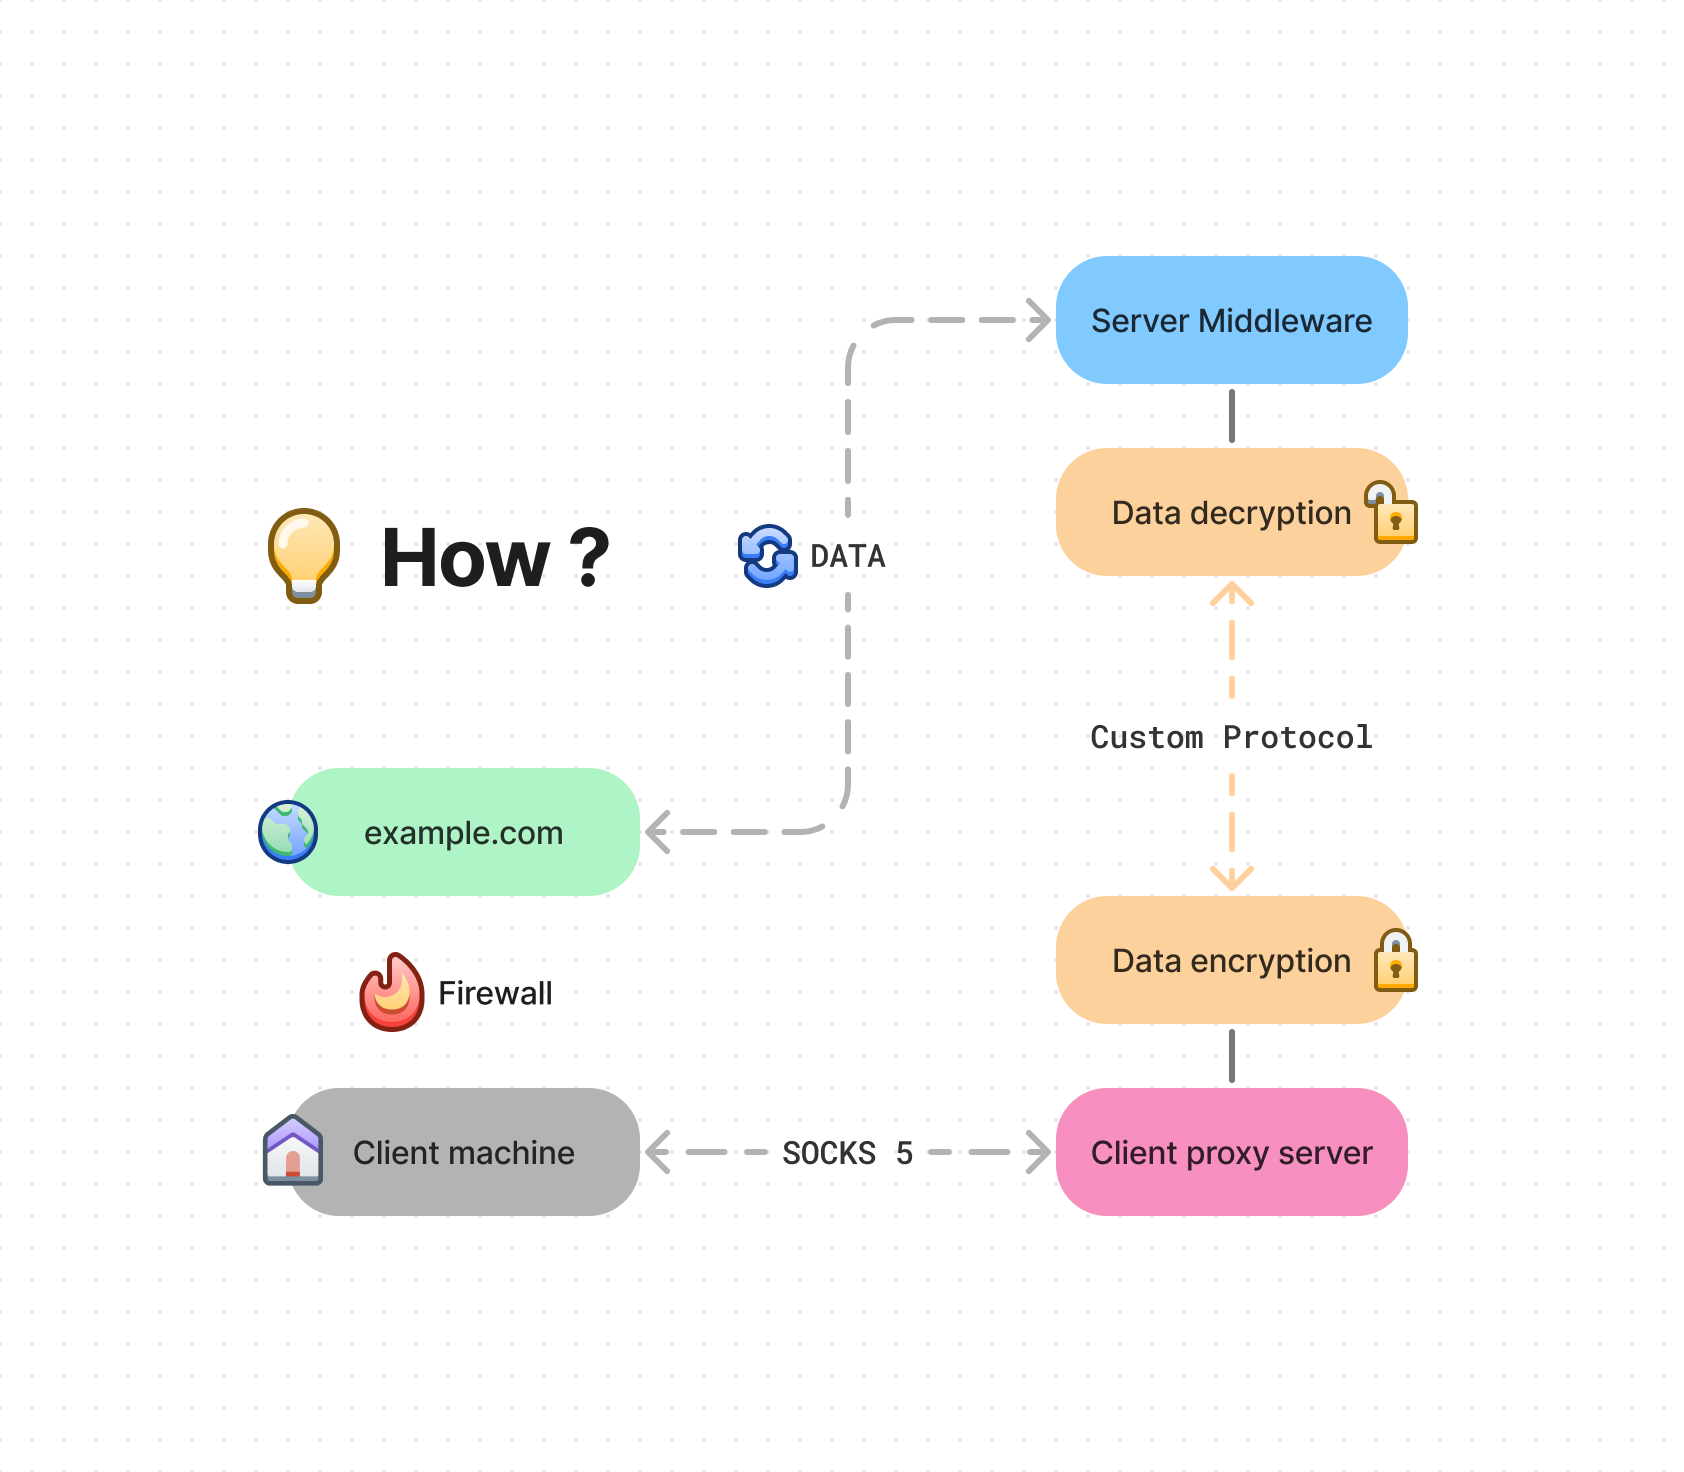 Server Middleware
Data decryption
How ?
DATA
Custom Protocol
example.com
Data encryption
Firewall
Client machine
SOCKS 5
Client proxy server